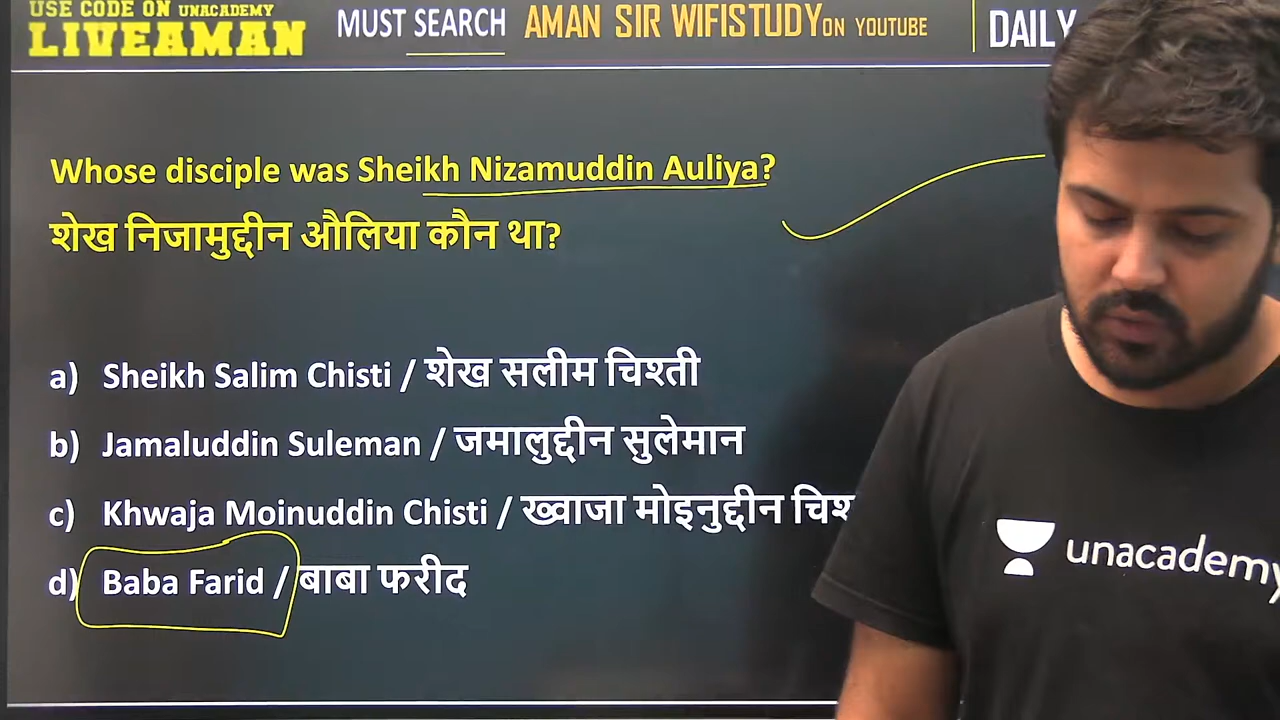 USE CODE ON UNACADEMY
LIVEAMAN
MUST SEARCH AMAN SIR WIFISTUDY ON YOUTUBE
DAILY
Whose disciple was Sheikh Nizamuddin Auliya?
शेख निजामुद्दीन औलिया कौन था?
a) Sheikh Salim Chisti / शेख सलीम चिश्ती
b) Jamaluddin Suleman / जमालुद्दीन सुलेमान
c) Khwaja Moinuddin Chisti / ख्वाजा मोइनुद्दीन
d) Baba Farid / बाबा फरीद
unacademy